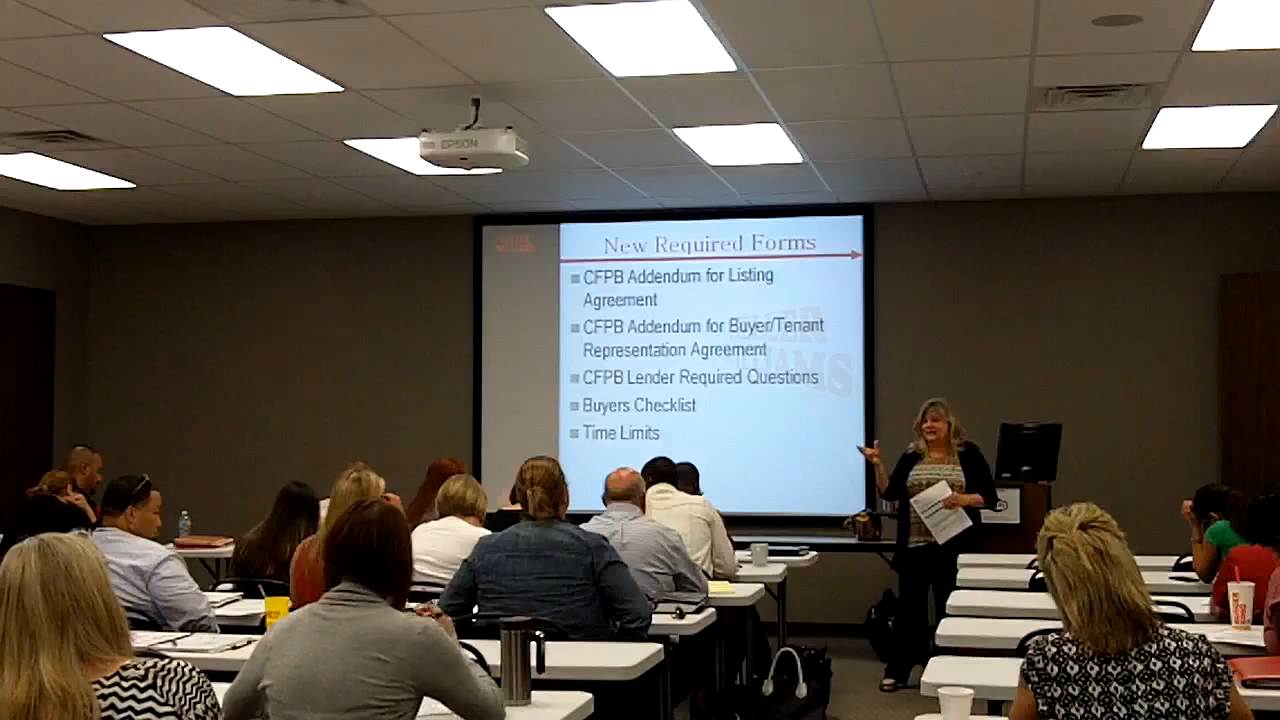 EPSON
New Required Forms
CFPB Addendum for Listing
Agreement
CFPB Addendum for Buyer/Tenant
Representation Agreement
CFPB Lender Required Questions
Buyers Checklist
Time Limits